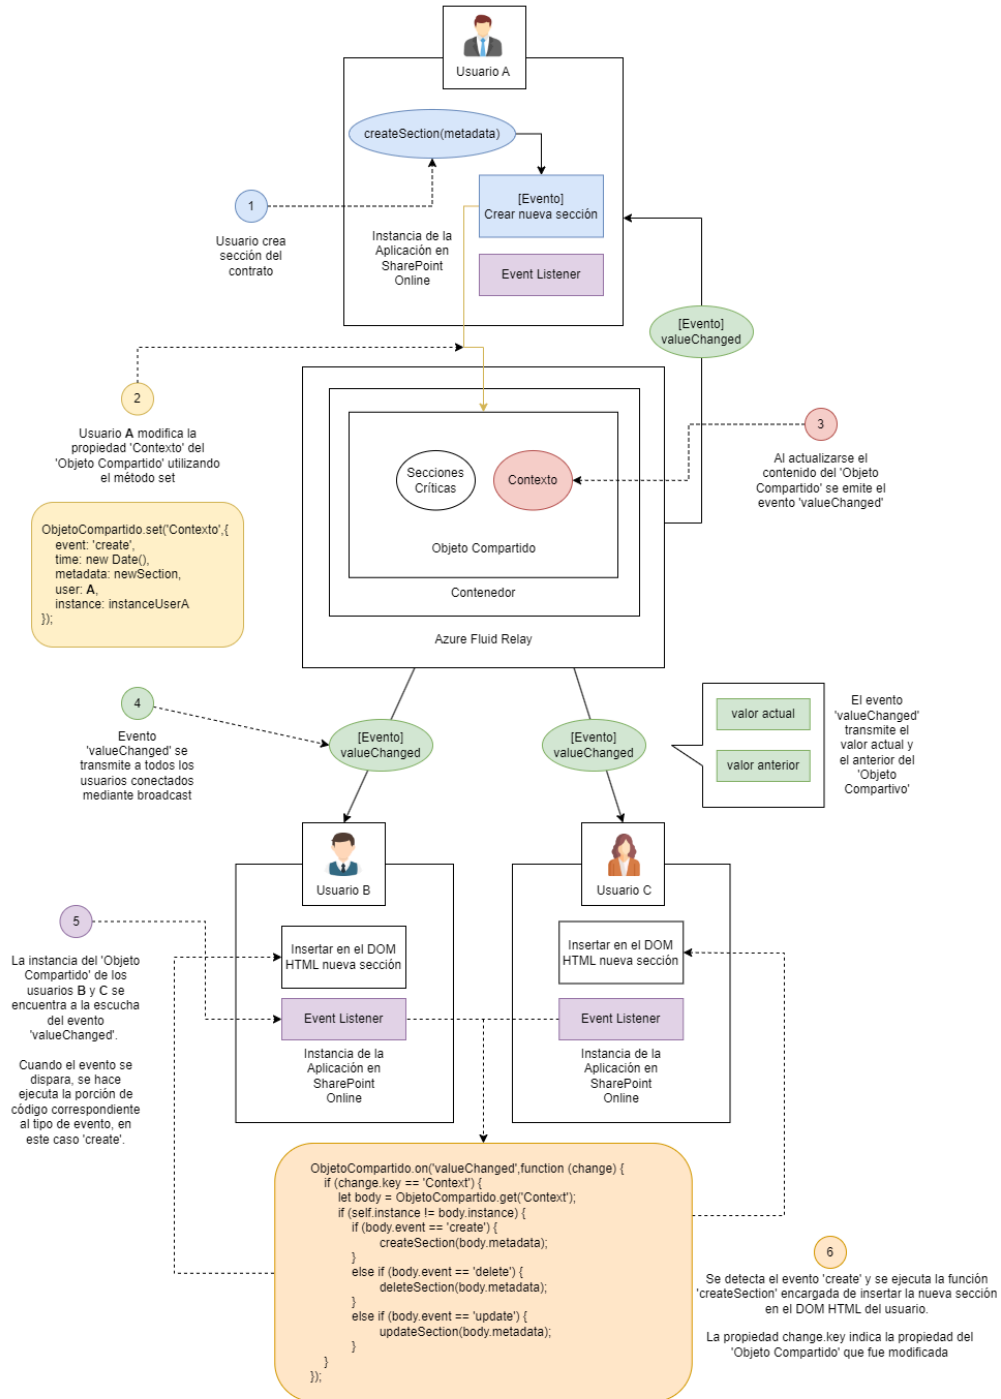 Usuario A
createSection(metadata)
[Evento]
Crear nueva sección
1
Usuario crea
sección del
contrato
Instancia de la
Aplicación en
SharePoint
Online
Event Listener
[Evento]
valueChanged
2
Usuario A modifica la
propiedad 'Contexto' del
'Objeto Compartido' utilizando
el método set
3
Al actualizarse el
contenido del 'Objeto
Compartido' se emite el
evento 'valueChanged'
Secciones
Críticas
Contexto
Objeto Compartido
Contenedor
Azure Fluid Relay
ObjetoCompartido.set('Contexto',{
event: 'create',
time: new Date(),
metadata: newSection,
user: A,
instance: instanceUserA
});
4
Evento
'valueChanged' se
transmite a todos los
usuarios conectados
mediante broadcast
[Evento]
valueChanged
[Evento]
valueChanged
valor actual
valor anterior
El evento
'valueChanged'
transmite el
valor actual y
el anterior del
'Objeto
Compartivo'
Usuario B
Usuario C
5
La instancia del 'Objeto
Compartido' de los
usuarios B y C se
encuentra a la escucha
del evento
'valueChanged'.
Cuando el evento se
dispara, se hace
ejecuta la porción de
código correspondiente
al tipo de evento, en
este caso 'create'.
Insertar en el DOM
HTML nueva sección
Event Listener
Instancia de la
Aplicación en
SharePoint
Online
Insertar en el DOM
HTML nueva sección
Event Listener
Instancia de la
Aplicación en
SharePoint
Online
ObjetoCompartido.on('valueChanged',function (change) {
if (change.key == 'Context') {
let body = ObjetoCompartido.get('Context');
if (self.instance != body.instance) {
if (body.event == 'create') {
createSection(body.metadata);
}
else if (body.event == 'delete') {
deleteSection(body.metadata);
}
else if (body.event == 'update') {
updateSection(body.metadata);
}
}
});
6
Se detecta el evento 'create' y se ejecuta la función
'createSection' encargada de insertar la nueva sección
en el DOM HTML del usuario.
La propiedad change.key indica la propiedad del
'Objeto Compartido' que fue modificada